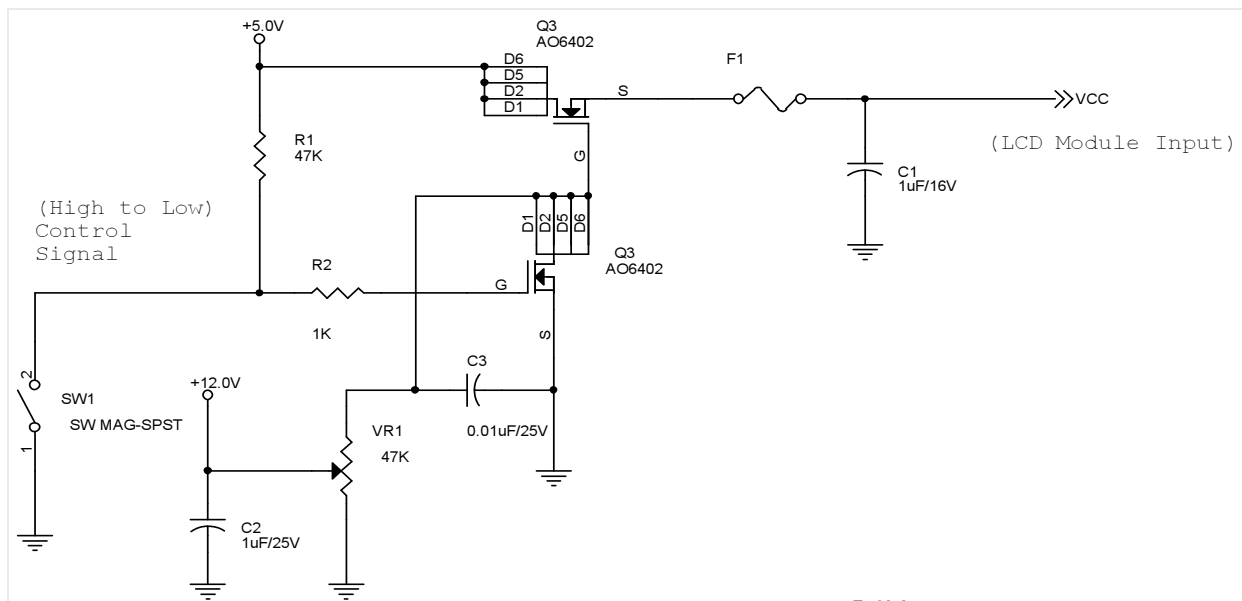 +5.0V
Q3
AO6402
D6
D5
D2
D1
S
F1
VCC
(LCD Module Input)
R1
47K
G
C1
1uF/16V
(High to Low)
Control
Signal
D1
D2
D5
D6
Q3
AO6402
R2
G
1K
S
C3
0.01uF/25V
2
SW1
SW MAG-SPST
1
+12.0V
VR1
47K
C2
1uF/25V